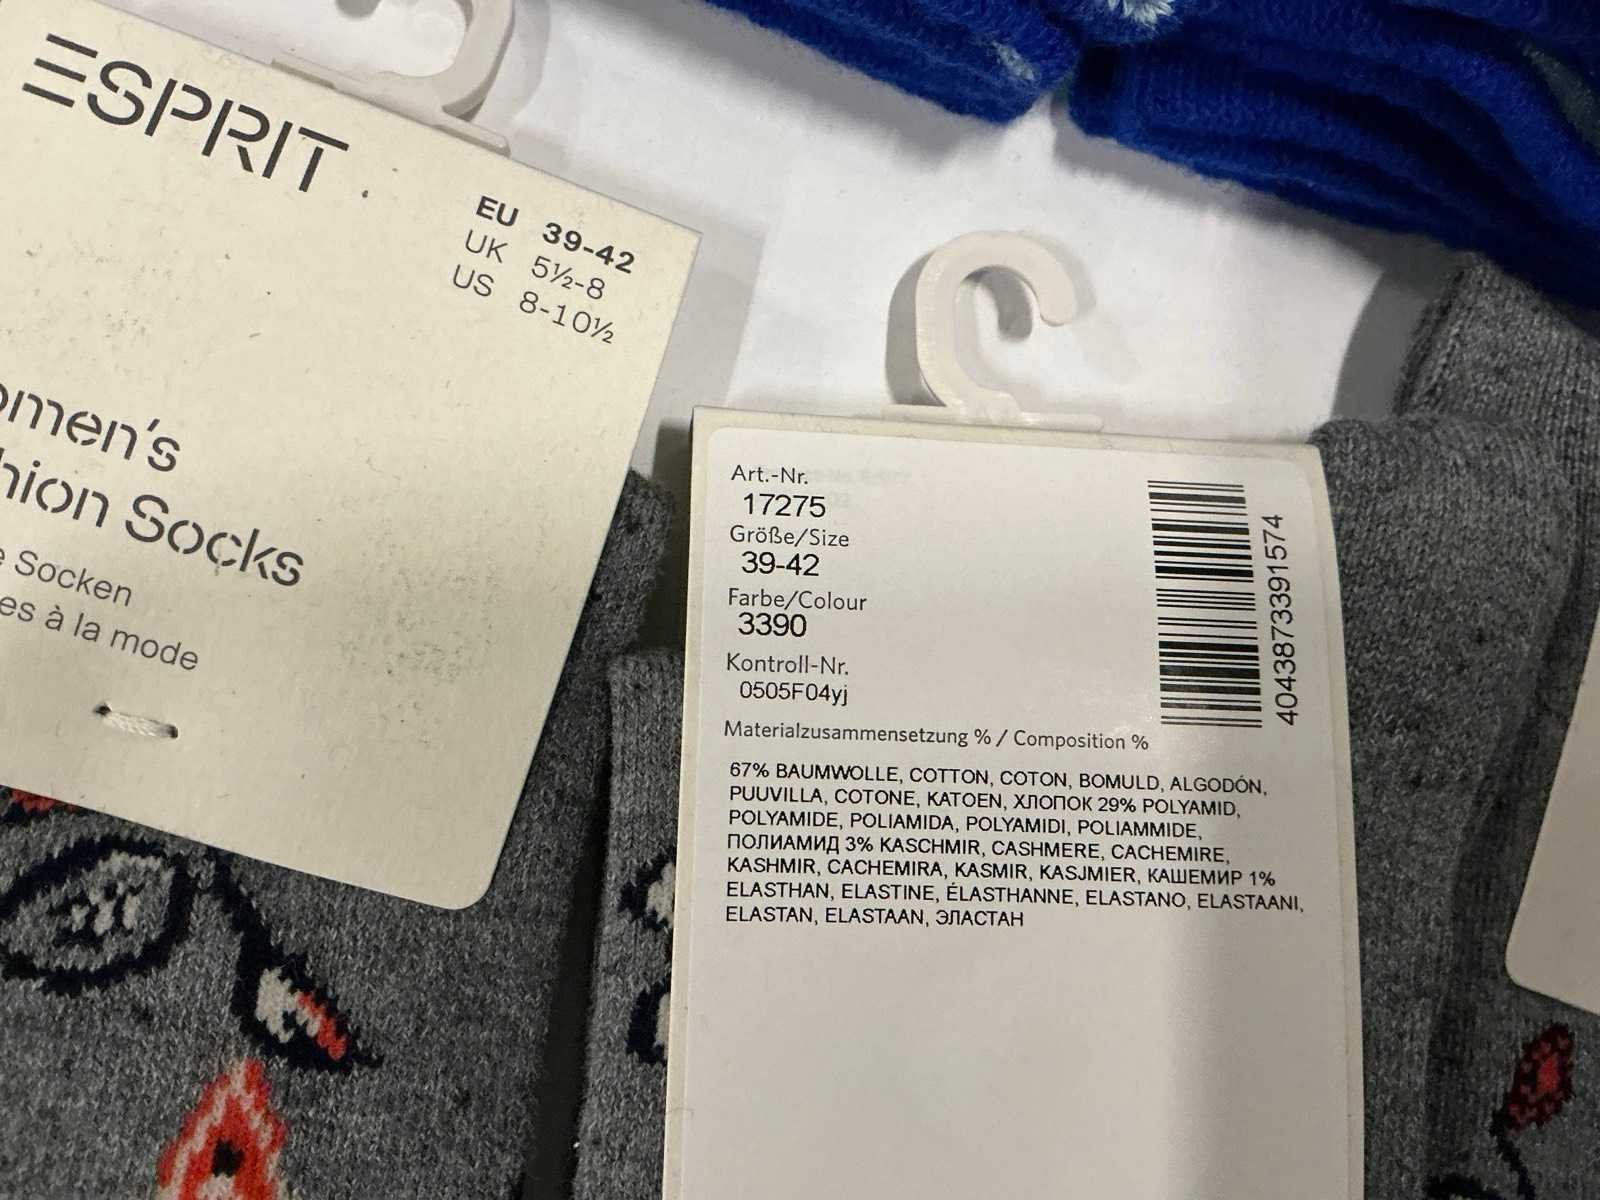 ESPRIT
EU 39-42
UK 5½-8
US 8-10½
omen's
hion Socks
e Socken
es à la mode
Art.-Nr.
17275
Größe/Size
39-42
Farbe/Colour
3390
Kontroll-Nr.
0505F04yj
4043873391574
Materialzusammensetzung % / Composition %
67% BAUMWOLLE, COTTON, COTON, BOMULD, ALGODÓN,
PUUVILLA, COTONE, KATOEN, ХЛОПОК 29% POLYAMID,
POLYAMIDE, POLIAMIDA, POLYAMIDI, POLIAMMIDE,
ПОЛИАМИД 3% KASCHMIR, CASHMERE, CACHEMIRE,
KASHMIR, CACHEMIRA, KASMIR, KASJMIER, КАШЕМИР 1%
ELASTHAN, ELASTINE, ÉLASTHANNE, ELASTANO, ELASTAANI,
ELASTAN, ELASTAAN, ЭЛАСТАН